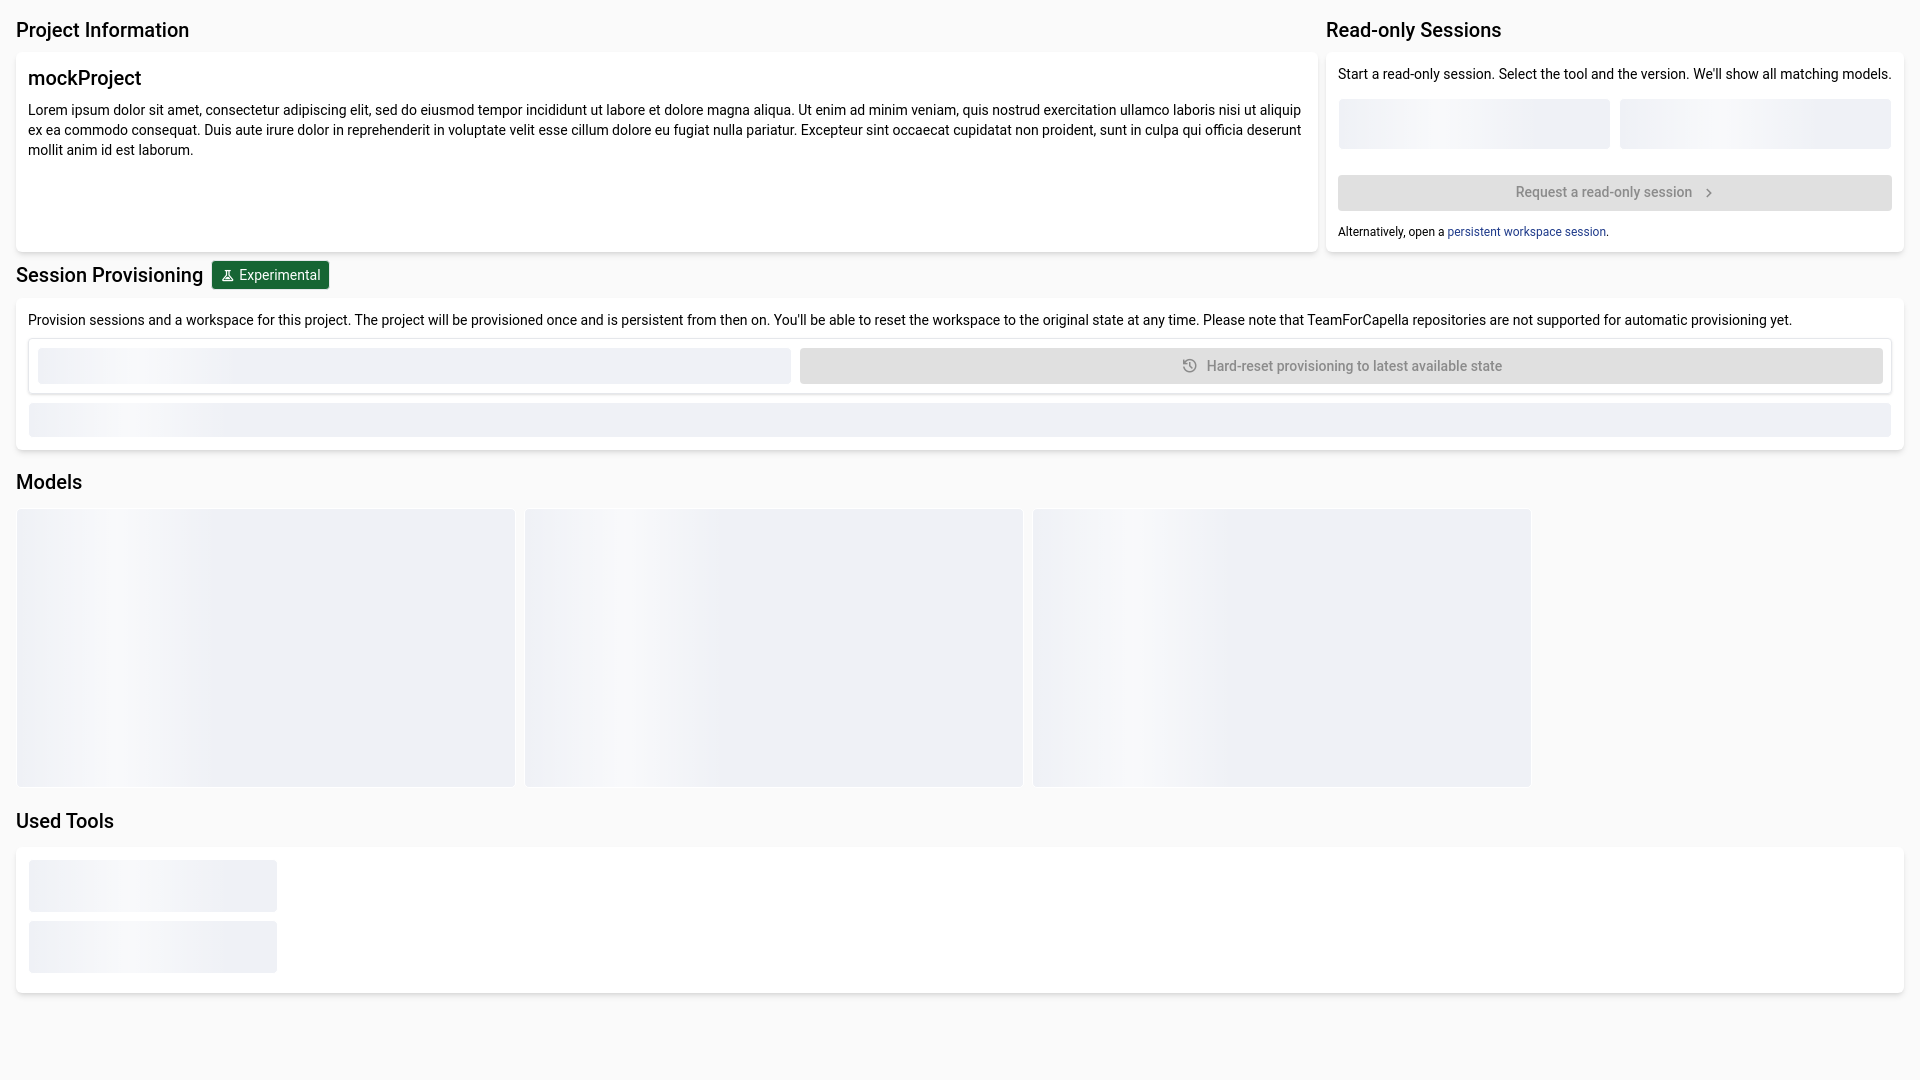 Project Information
mockProject
Lorem ipsum dolor sit amet, consectetur adipiscing elit, sed do eiusmod tempor incididunt ut labore et dolore magna aliqua. Ut enim ad minim veniam, quis nostrud exercitation ullamco laboris nisi ut aliquip
ex ea commodo consequat. Duis aute irure dolor in reprehenderit in voluptate velit esse cillum dolore eu fugiat nulla pariatur. Excepteur sint occaecat cupidatat non proident, sunt in culpa qui officia deserunt
mollit anim id est laborum.
Read-only Sessions
Start a read-only session. Select the tool and the version. We'll show all matching models.
Request a read-only session
Alternatively, open a persistent workspace session.
Session Provisioning
Experimental
Provision sessions and a workspace for this project. The project will be provisioned once and is persistent from then on. You'll be able to reset the workspace to the original state at any time. Please note that TeamForCapella repositories are not supported for automatic provisioning yet.
Hard-reset provisioning to latest available state
Models
Used Tools